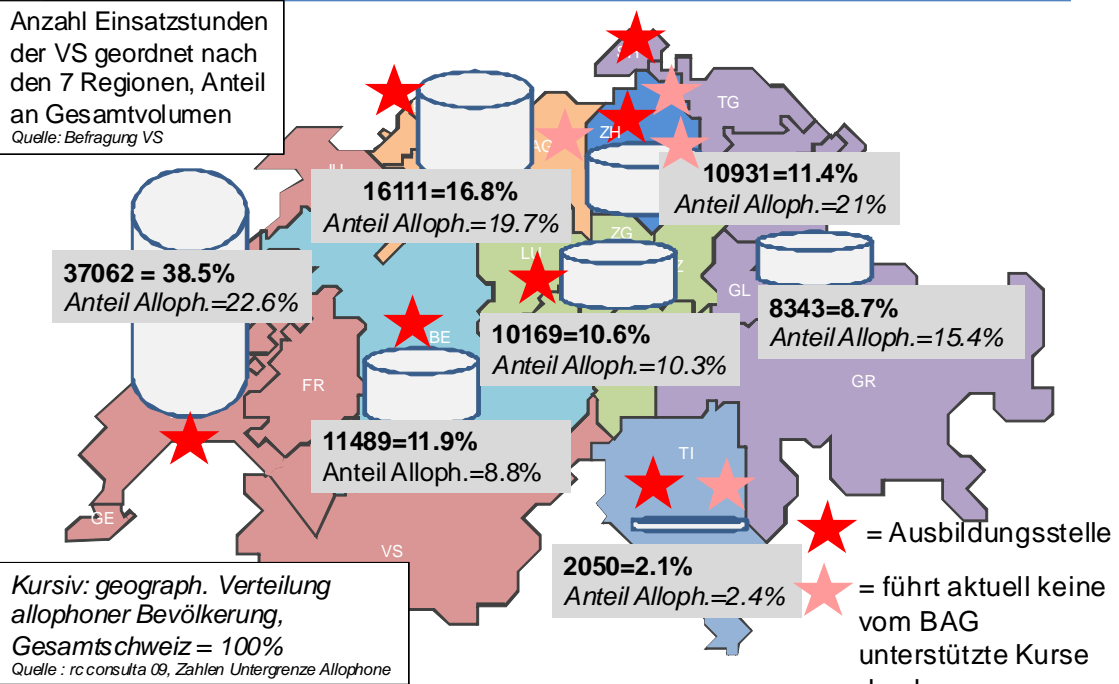 Anzahl Einsatzstunden
der VS geordnet nach
den 7 Regionen, Anteil
an Gesamtvolumen
Quelle: Befragung VS
TG
ZH
AG
16111=16.8%
Anteil Alloph.=19.7%
10931=11.4%
Anteil Alloph.=21%
ZG
LU
Z
37062 = 38.5%
Anteil Alloph.=22.6%
GL
8343=8.7%
Anteil Alloph.=15.4%
10169=10.6%
Anteil Alloph.=10.3%
BE
FR
GR
11489=11.9%
Anteil Alloph.=8.8%
TI
GE
VS
2050=2.1%
Anteil Alloph.=2.4%
= Ausbildungsstelle
= führt aktuell keine
vom BAG
unterstützte Kurse
Kursiv: geograph. Verteilung
allophoner Bevölkerung,
Gesamtschweiz = 100%
Quelle : rc consulta 09, Zahlen Untergrenze Allophone